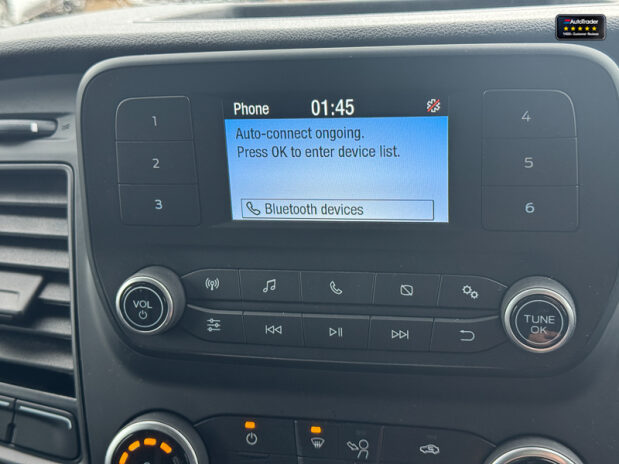 AutoTrader
Phone 01:45
Auto-connect ongoing.
Press OK to enter device list.
Bluetooth devices
1
2
3
4
5
6
VOL
TUNE
OK